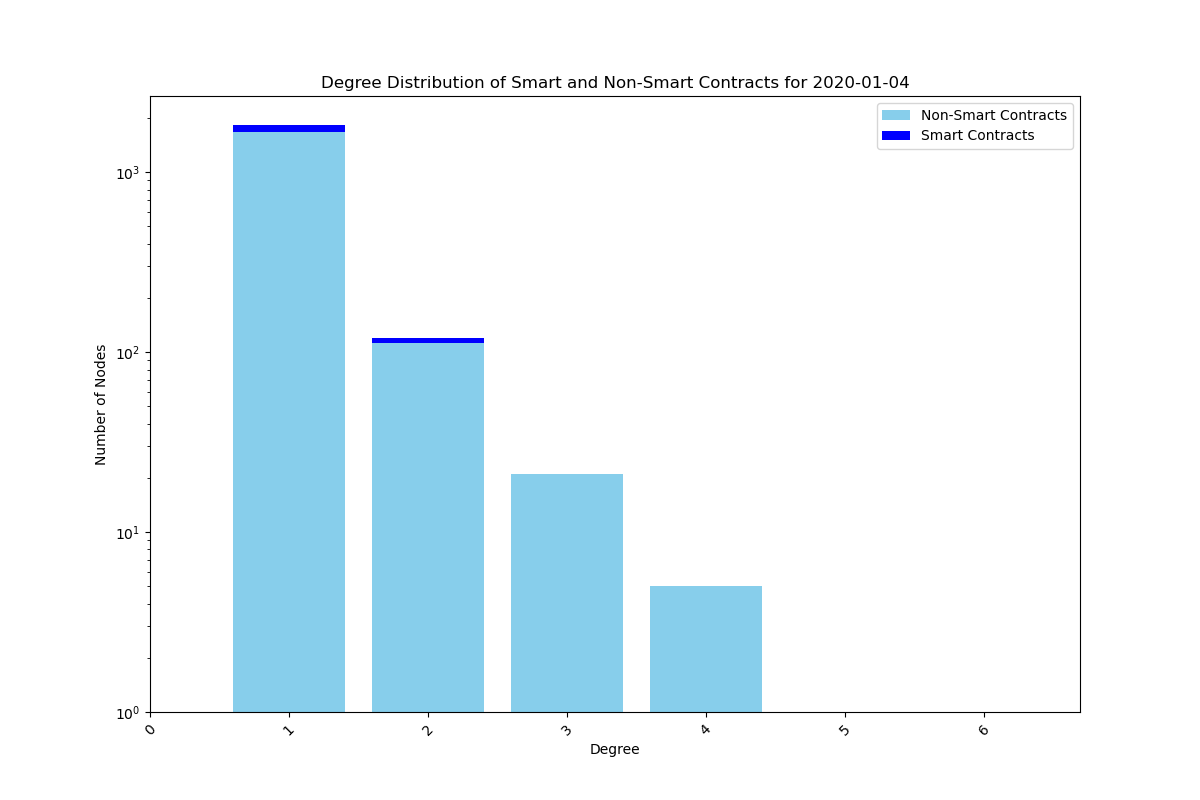 Degree Distribution of Smart and Non-Smart Contracts for 2020-01-04
Non-Smart Contracts
Smart Contracts
Number of Nodes
10³
10²
10¹
10⁰
0 1 2 3 4 5 6
Degree